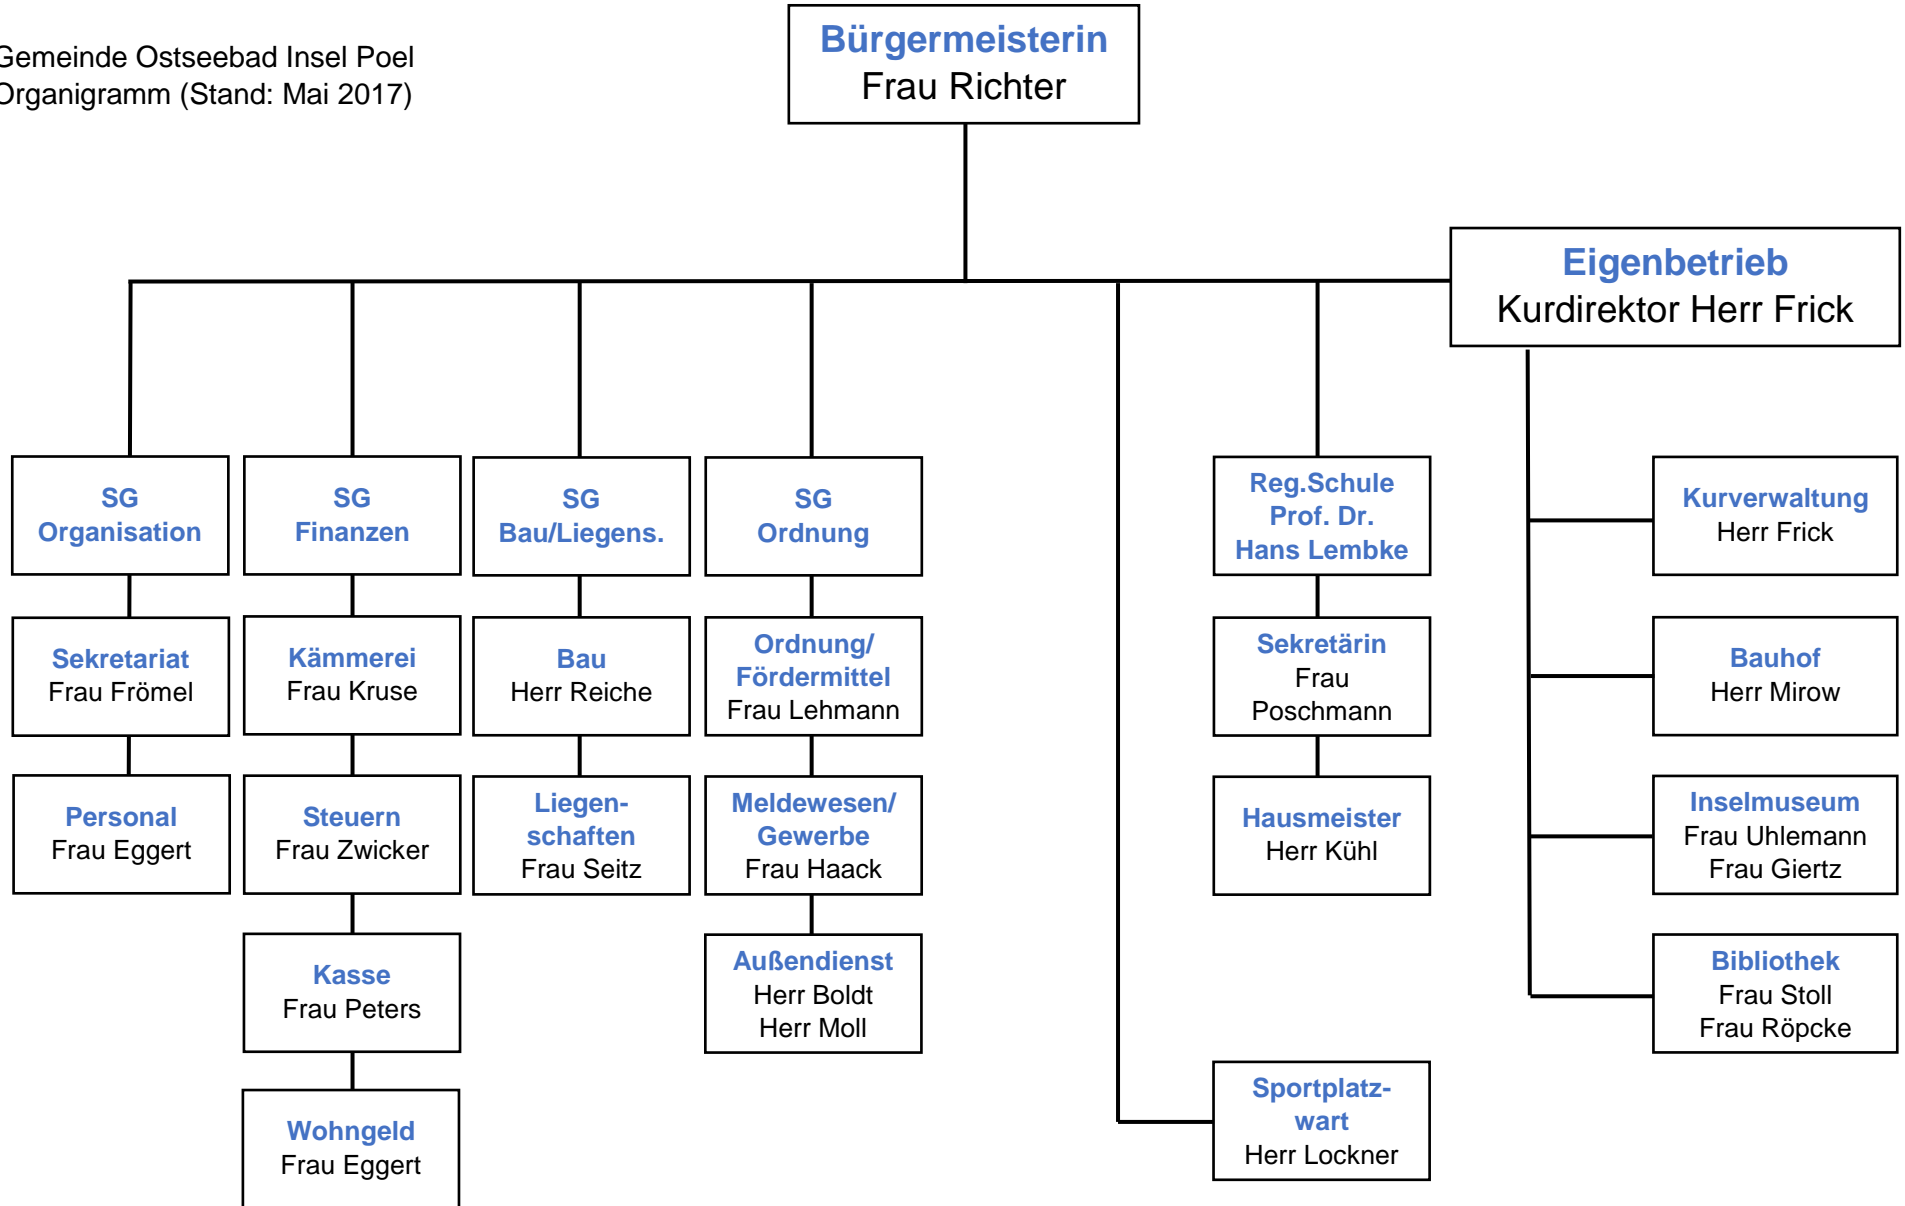 Gemeinde Ostseebad Insel Poel
Organigramm (Stand: Mai 2017)
Bürgermeisterin
Frau Richter
Eigenbetrieb
Kurdirektor Herr Frick
SG
Organisation
Sekretariat
Frau Frömel
Personal
Frau Eggert
SG
Finanzen
Kämmerei
Frau Kruse
Steuern
Frau Zwicker
Kasse
Frau Peters
Wohngeld
Frau Eggert
SG
Bau/Liegens.
Bau
Herr Reiche
Liegen-
schaften
Frau Seitz
SG
Ordnung
Ordnung/
Fördermittel
Frau Lehmann
Meldewesen/
Gewerbe
Frau Haack
Außendienst
Herr Boldt
Herr Moll
Reg.Schule
Prof. Dr.
Hans Lembke
Sekretärin
Frau
Poschmann
Hausmeister
Herr Kühl
Sportplatz-
wart
Herr Lockner
Kurverwaltung
Herr Frick
Bauhof
Herr Mirow
Inselmuseum
Frau Uhlemann
Frau Giertz
Bibliothek
Frau Stoll
Frau Röpcke